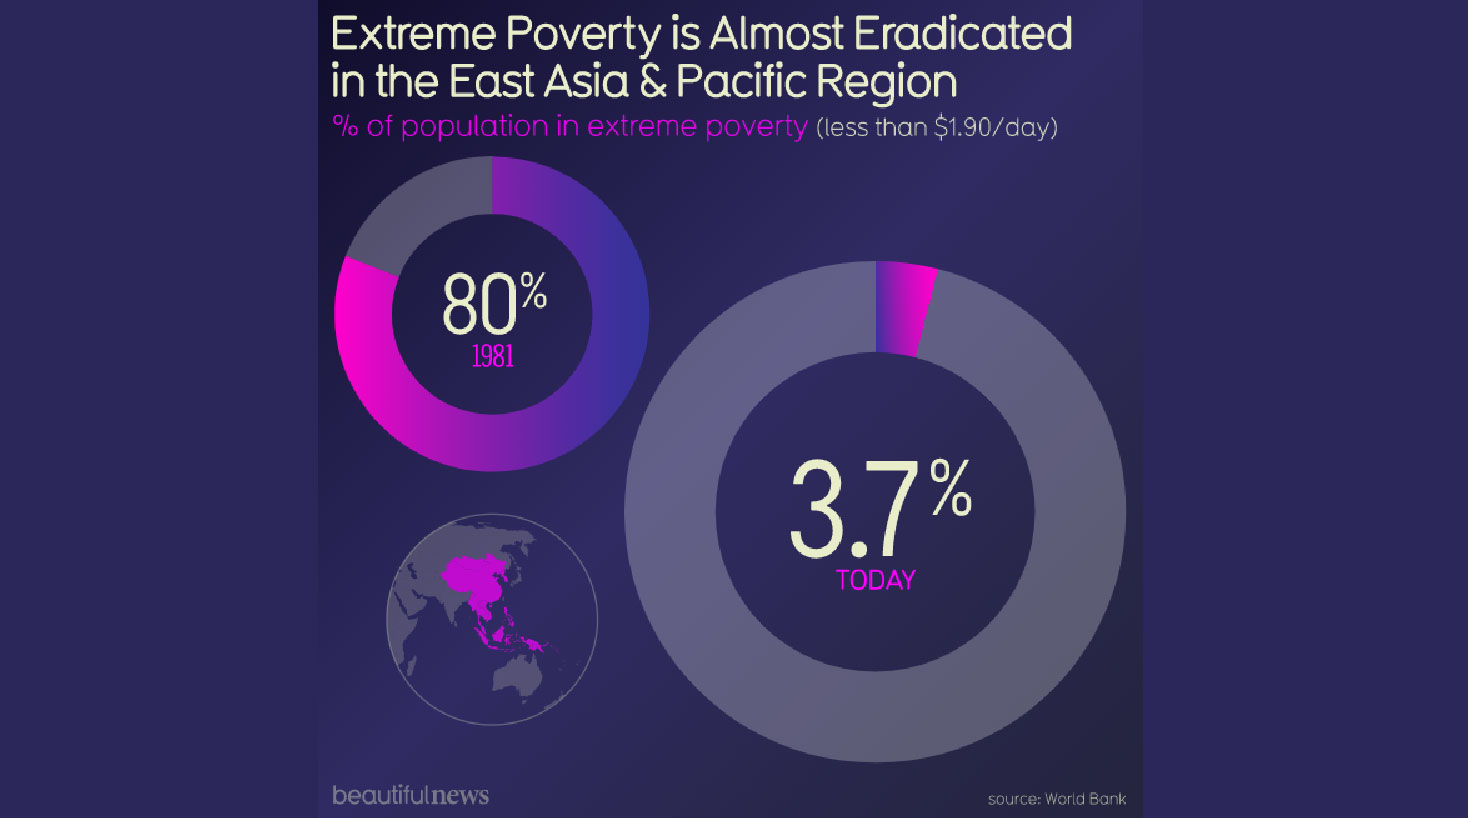 Extreme Poverty is Almost Eradicated
in the East Asia & Pacific Region
% of population in extreme poverty (less than $1.90/day)
80%
1981
3.7%
TODAY
beautifulnews
source: World Bank